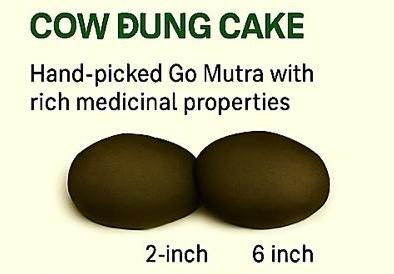 COW ĐUNG CAKE
Hand-picked Go Mutra with
rich medicinal properties
2-inch 6 inch